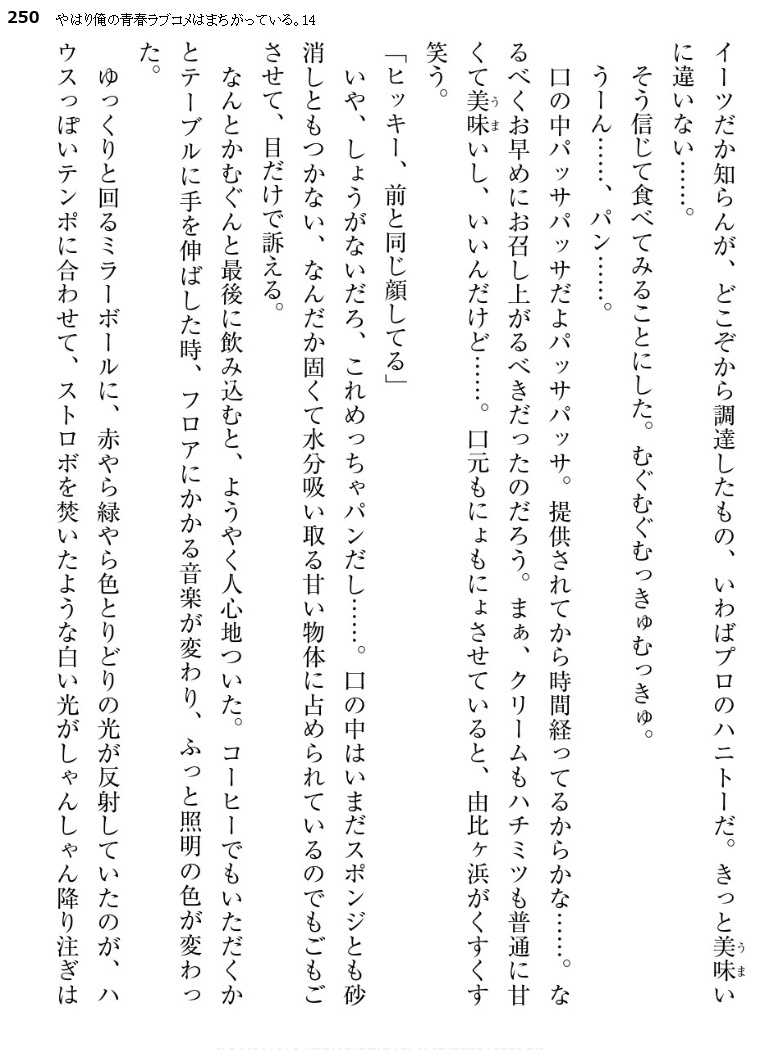 250 やはり俺の青春ラブコメはまちがっている。14
イーツだか知らんが、どこぞから調達したもの、いわばプロのハニトーだ。きっと美味い
に違いない……。
そう信じて食べてみることにした。むぐむぐむっきゅむっきゅ。
うーん……、パン……。
口の中パッサパッサだよパッサパッサ。提供されてから時間経ってるからかな……。な
るべくお早めにお召し上がるべきだったのだろう。まぁ、クリームもハチミツも普通に甘
くて美味いし、いいんだけど……。口元もにょもにょさせていると、由比ヶ浜がくすくす
笑う。
「ヒッキー、前と同じ顔してる」
いや、しょうがないだろ、これめっちゃパンだし……。口の中はいまだスポンジとも砂
消しともつかない、なんだか固くて水分吸い取る甘い物体に占められているのでもごもご
させて、目だけで訴える。
なんとかむぐんと最後に飲み込むと、ようやく人心地ついた。コーヒーでもいただくか
とテーブルに手を伸ばした時、フロアにかかる音楽が変わり、ふっと照明の色が変わっ
た。
ゆっくりと回るミラーボールに、赤やら緑やら色とりどりの光が反射していたのが、ハ
ウスっぽいテンポに合わせて、ストロボを焚いたような白い光がしゃんしゃん降り注ぎは